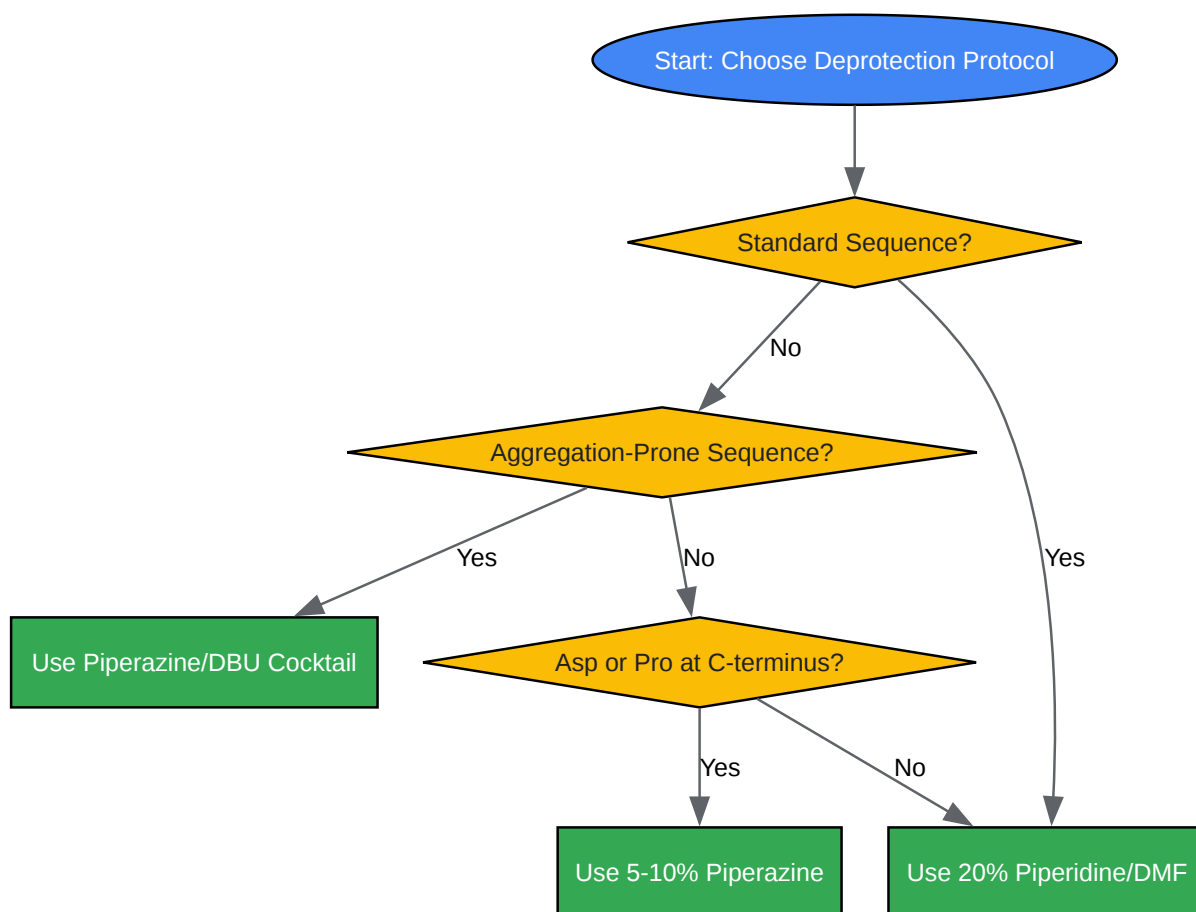 Start: Choose Deprotection Protocol
Standard Sequence?
No
Aggregation-Prone Sequence?
Yes
No
Yes
Use Piperazine/DBU Cocktail
Asp or Pro at C-terminus?
Yes
No
Use 5-10% Piperazine
Use 20% Piperidine/DMF